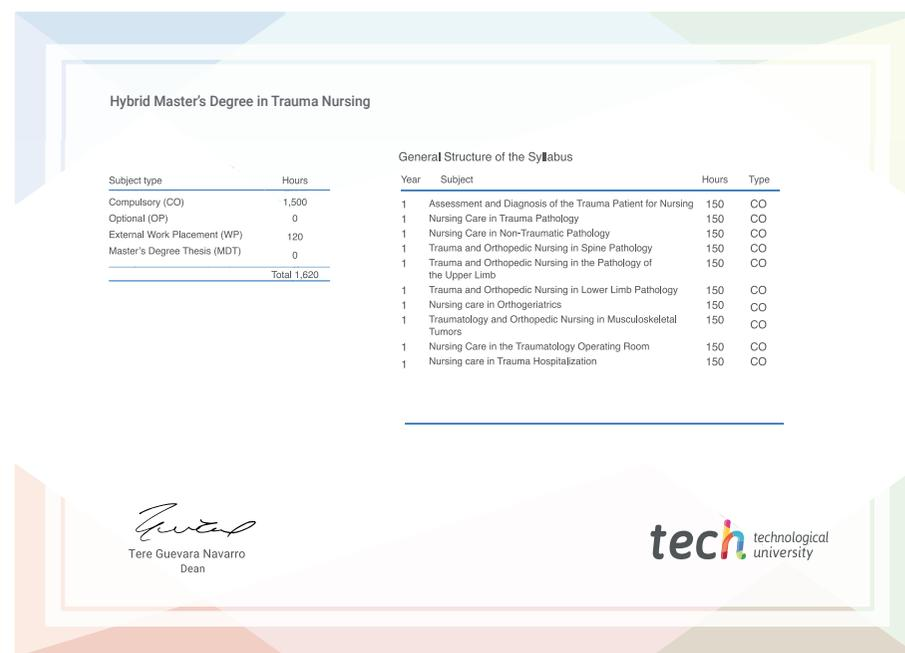 Hybrid Master's Degree in Trauma Nursing
Subject type Hours
Compulsory (CO) 1,500
Optional (OP) 0
External Work Placement (WP) 120
Master's Degree Thesis (MDT) 0
Total 1,620
General Structure of the Syllabus
Year Subject Hours Type
1 Assessment and Diagnosis of the Trauma Patient for Nursing 150 CO
1 Nursing Care in Trauma Pathology 150 CO
1 Nursing Care in Non-Traumatic Pathology 150 CO
1 Trauma and Orthopedic Nursing in Spine Pathology 150 CO
1 Trauma and Orthopedic Nursing in the Pathology of 150 CO
the Upper Limb
1 Trauma and Orthopedic Nursing in Lower Limb Pathology 150 CO
1 Nursing care in Orthogeriatrics 150 CO
1 Traumatology and Orthopedic Nursing in Musculoskeletal 150 CO
Tumors
1 Nursing Care in the Traumatology Operating Room 150 CO
1 Nursing care in Trauma Hospitalization 150 CO
Tere Guevara Navarro
Dean
tech technological
university